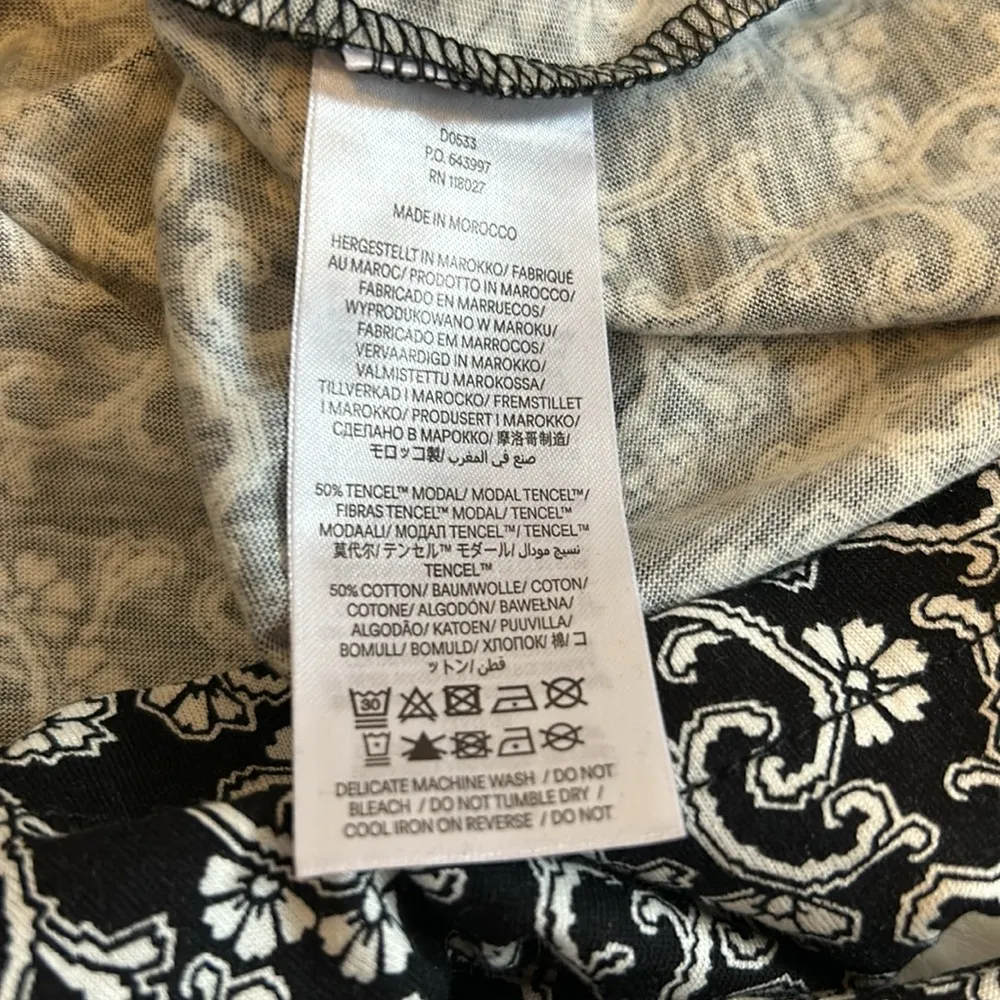 D0533
P.O. 643997
RN 118027
MADE IN MOROCCO
HERGESTELLT IN MAROKKO/ FABRIQUÉ
AU MAROC/ PRODOTTO IN MAROCCO/
FABRICADO EN MARRUECOS/
WYPRODUKOWANO W MAROKU/
FABRICADO EM MARROCOS/
VERVAARDIGD IN MAROKKO/
VALMISTETTU MAROKOSSA/
TILLVERKAD I MAROCKO/ FREMSTILLET
I MAROKKO/ PRODUSERT I MAROKKO/
СДЕЛАНО В МАРОККО/ 摩洛哥制造/
モロッコ製/ صنع في المغرب
50% TENCEL™ MODAL/ MODAL TENCEL™/
FIBRAS TENCEL™ MODAL/ TENCEL™
MODAALI/ МОДАЛ TENCEL™/ TENCEL™
莫代尔/ テンセル™ モダール/ نسيج مودال
TENCEL™
50% COTTON/ BAUMWOLLE/ COTON/
COTONE/ ALGODÓN/ BAWEŁNA/
ALGODÃO/ KATOEN/ PUUVILLA/
BOMULL/ BOMULD/ ХЛОПОК/ 棉/ コ
ットン/ قطن
30
DELICATE MACHINE WASH / DO NOT
BLEACH / DO NOT TUMBLE DRY /
COOL IRON ON REVERSE / DO NOT